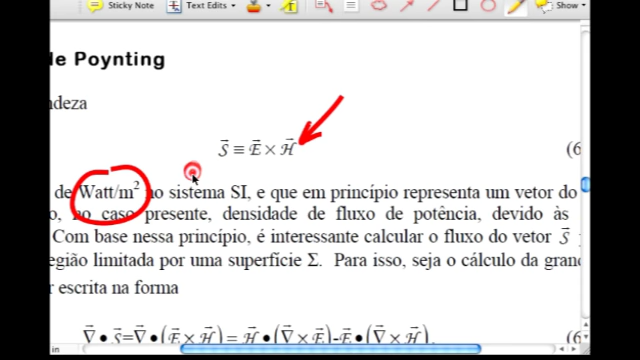 Sticky Note Text Edits Show
de Poynting
ndeza
S⃗ ≡ E⃗ × H⃗ (6
de Watt/m² no sistema SI, e que em princípio representa um vetor do
o, no caso presente, densidade de fluxo de potência, devido às
Com base nessa princípio, é interessante calcular o fluxo do vetor S⃗
egião limitada por uma superfície Σ. Para isso, seja o cálculo da gran
r escrita na forma
∇⃗ • S⃗=∇⃗ • (E⃗ × H⃗) = H⃗ • (∇⃗ × E⃗)-E⃗ • (∇⃗ × H⃗). (6
in